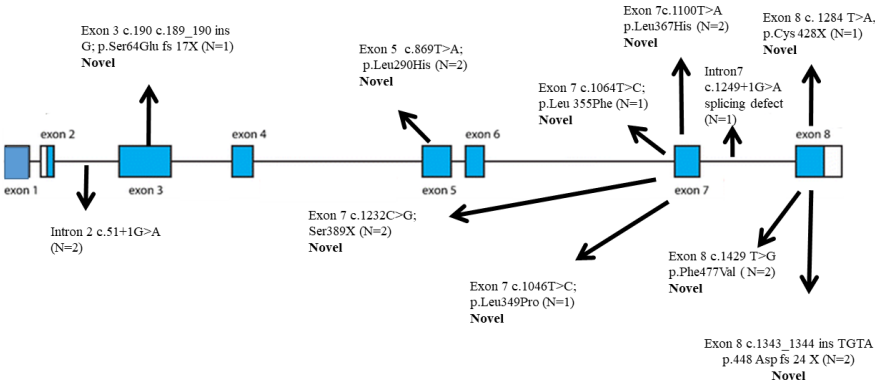 Exon 3 c.190 c.189_190 ins
G; p.Ser64Glu fs 17X (N=1)
Novel
Exon 5 c.869T>A;
p.Leu290His (N=2)
Novel
Exon 7c.1100T>A
p.Leu367His (N=2)
Novel
Exon 8 c. 1284 T>A,
p.Cys 428X (N=1)
Novel
Exon 7 c.1064T>C;
p.Leu 355Phe (N=1)
Novel
Intron7
c.1249+1G>A
splicing defect
(N=1)
exon 1
exon 2
exon 3
exon 4
exon 5
exon 6
exon 7
exon 8
Intron 2 c.51+1G>A
(N=2)
Exon 7 c.1232C>G;
Ser389X (N=2)
Novel
Exon 7 c.1046T>C;
p.Leu349Pro (N=1)
Novel
Exon 8 c.1429 T>G
p.Phe477Val (N=2)
Novel
Exon 8 c.1343_1344 ins TGTA
p.448 Asp fs 24 X (N=2)
Novel